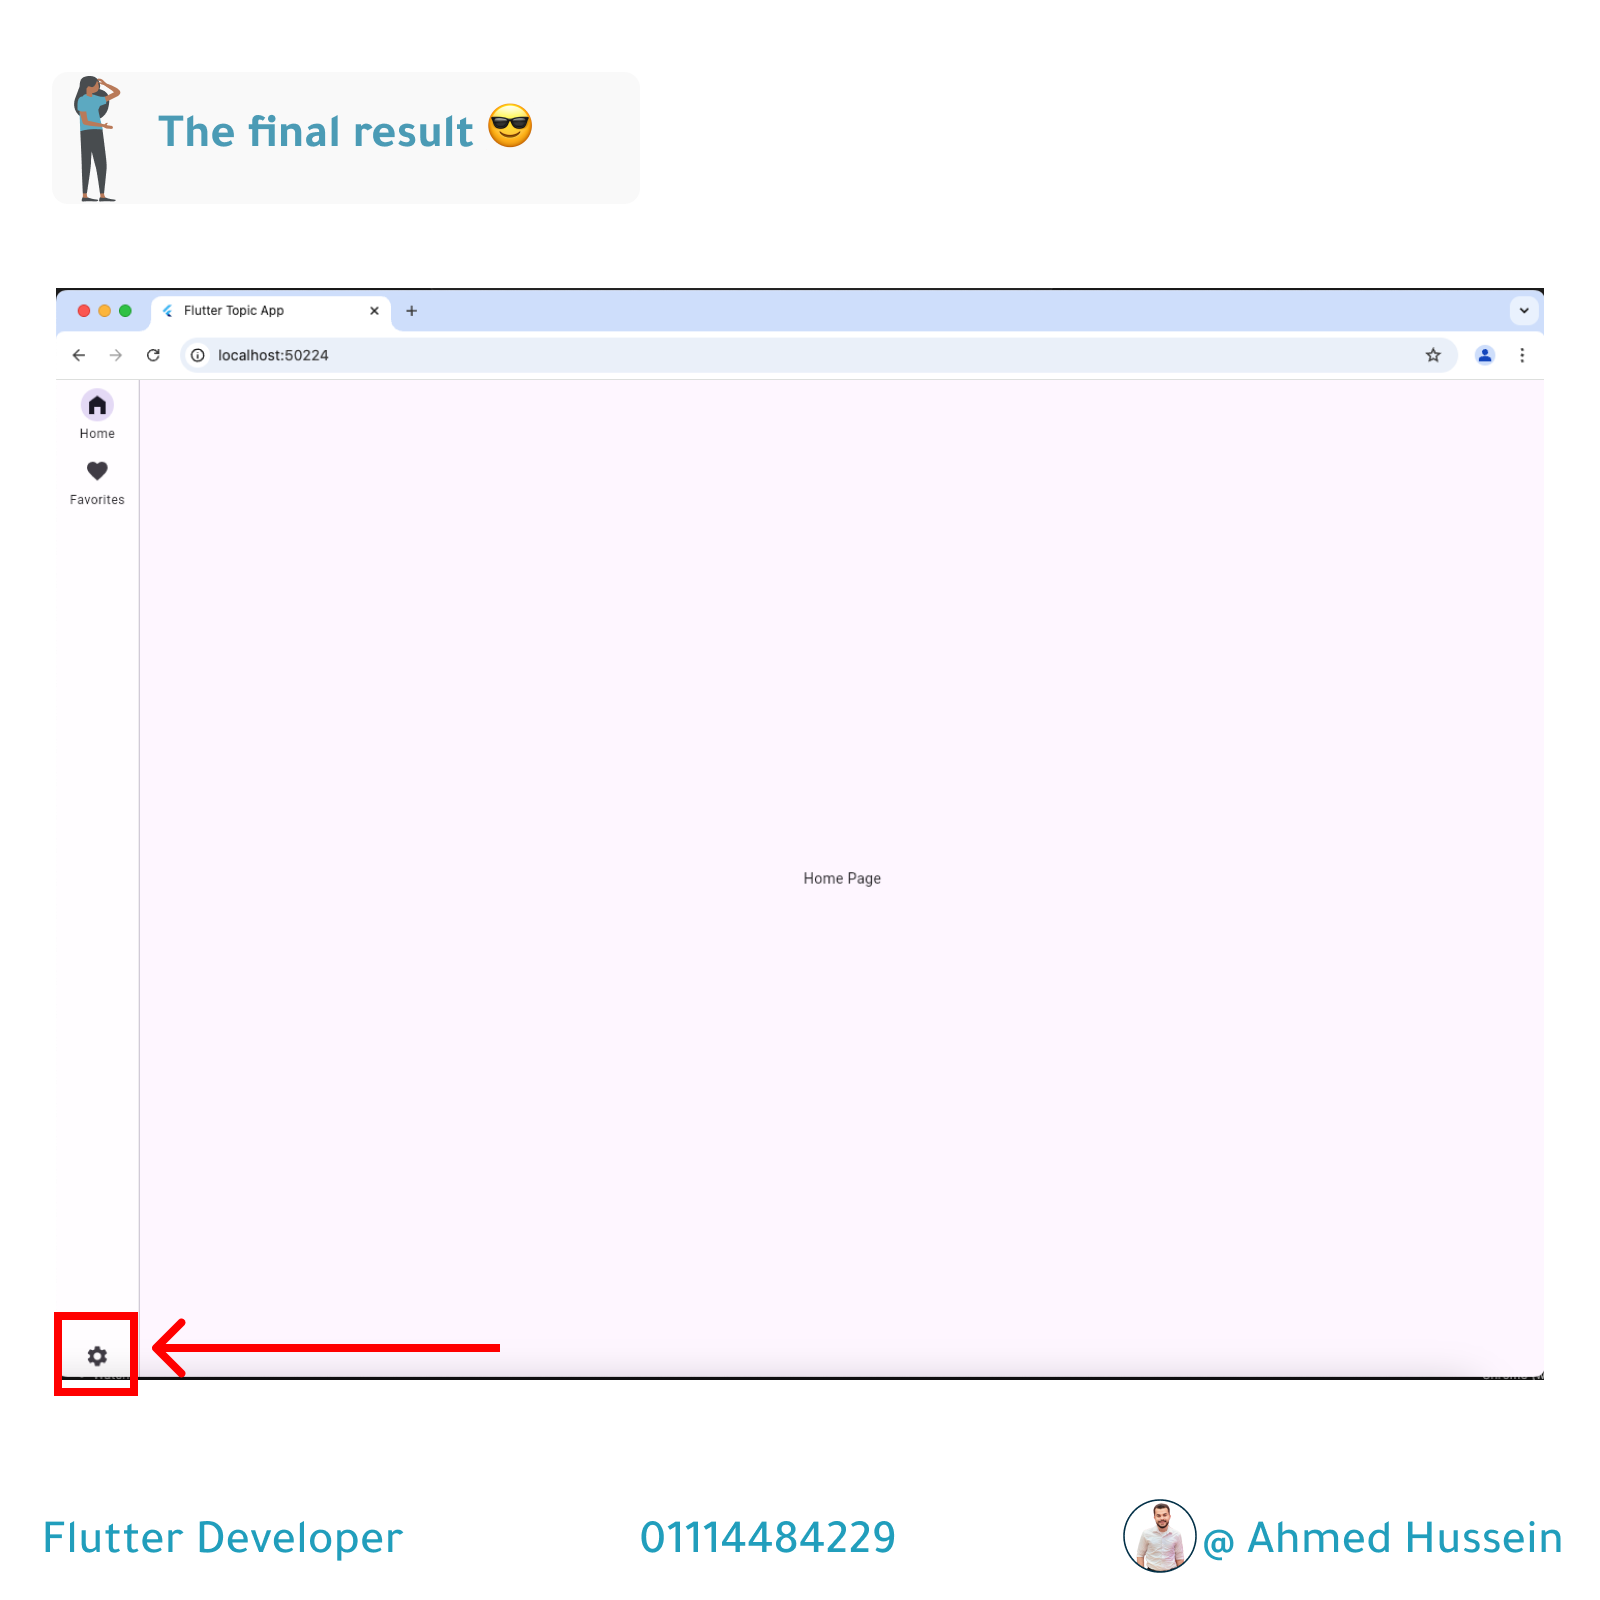 The final result 😎
Flutter Topic App
localhost:50224
Home
Favorites
Home Page
Flutter Developer
01114484229
@ Ahmed Hussein